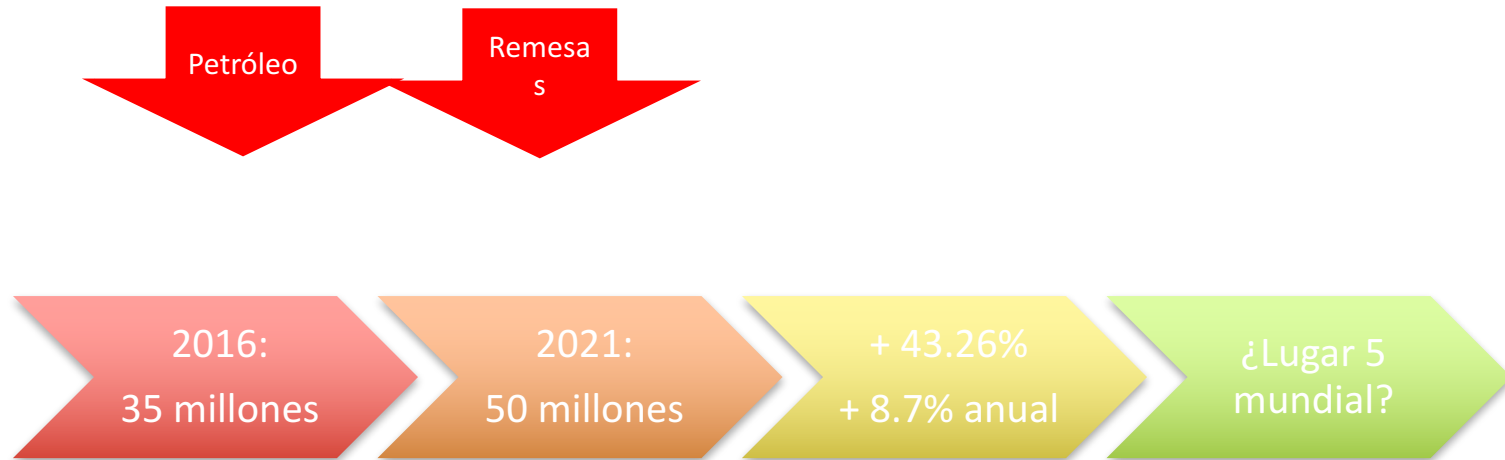 Petróleo
Remesa
s
2016:
35 millones
2021:
50 millones
+ 43.26%
+ 8.7% anual
¿Lugar 5
mundial?